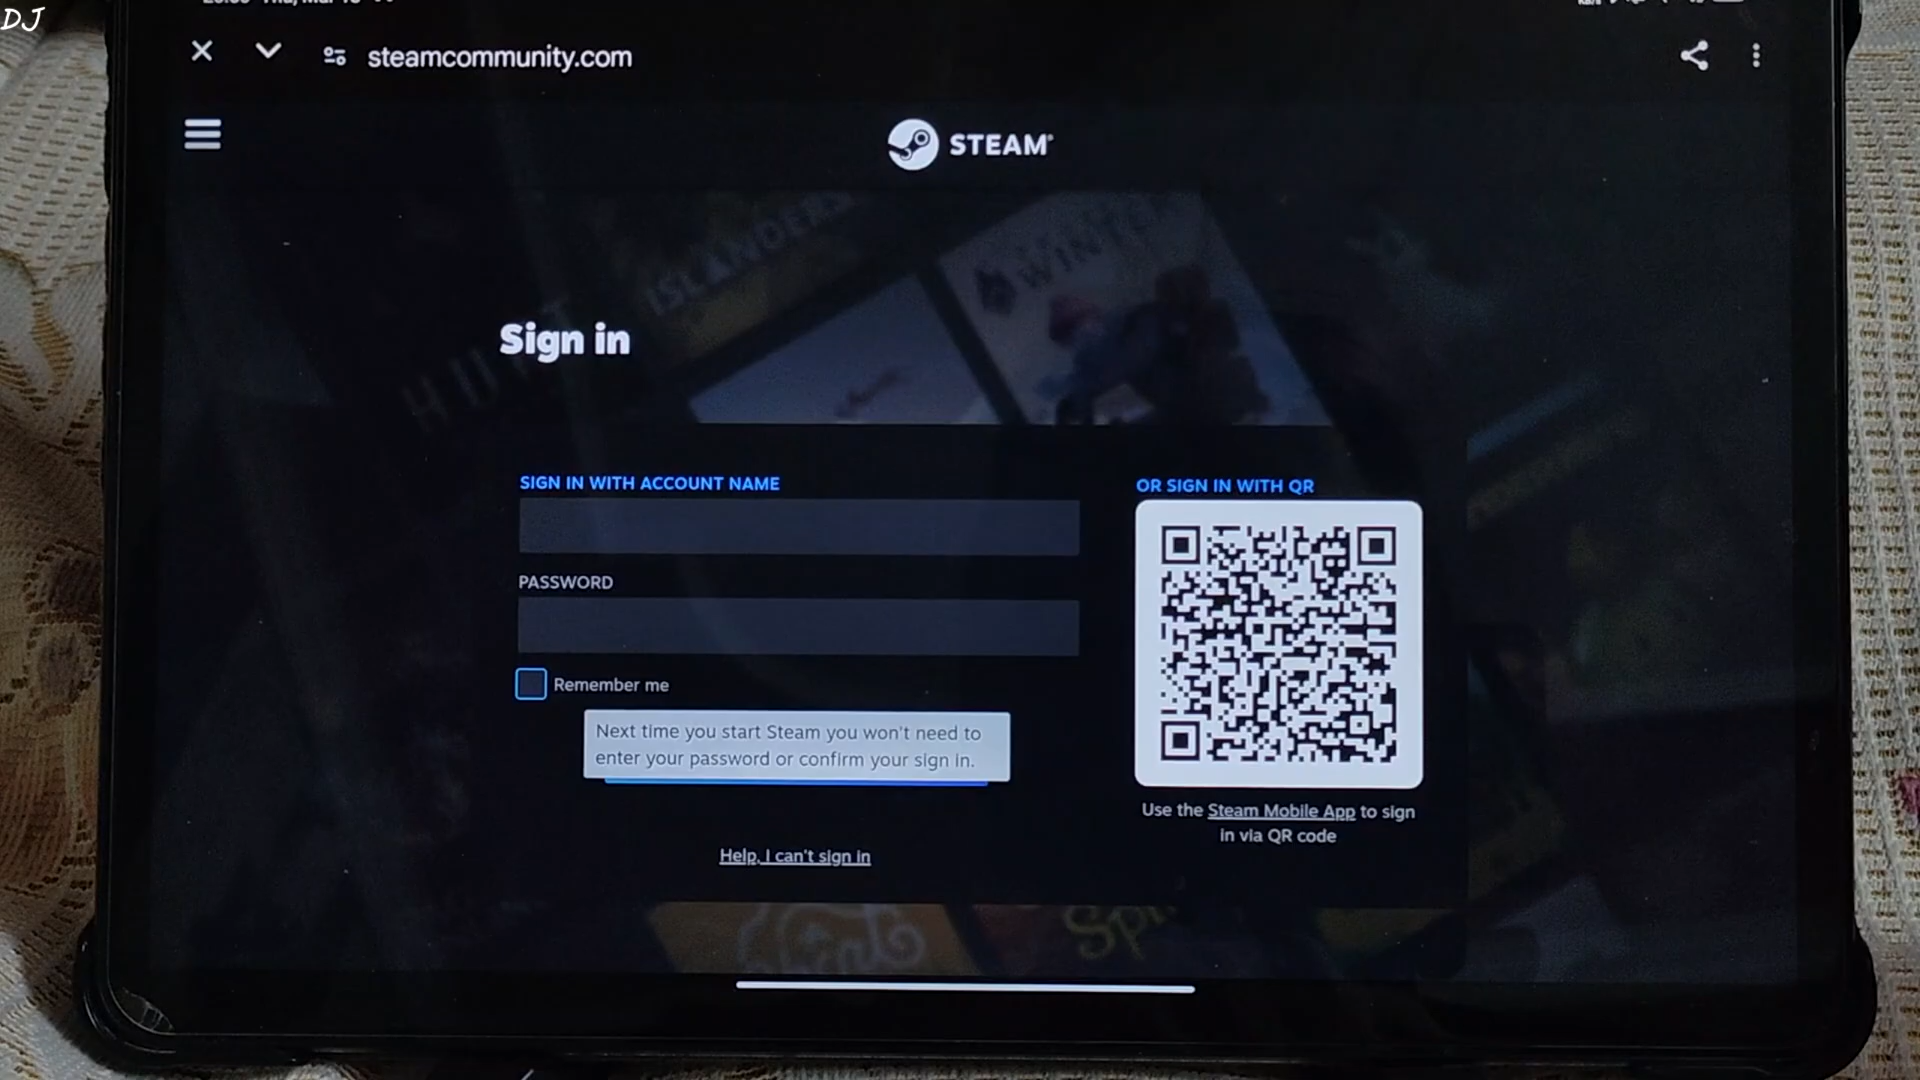 DJ
steamcommunity.com
STEAM
ISLANDERS
WINTER
Sign in
SIGN IN WITH ACCOUNT NAME
OR SIGN IN WITH QR
PASSWORD
Remember me
Next time you start Steam you won't need to
enter your password or confirm your sign in.
Use the Steam Mobile App to sign
in via QR code
Help, I can't sign in